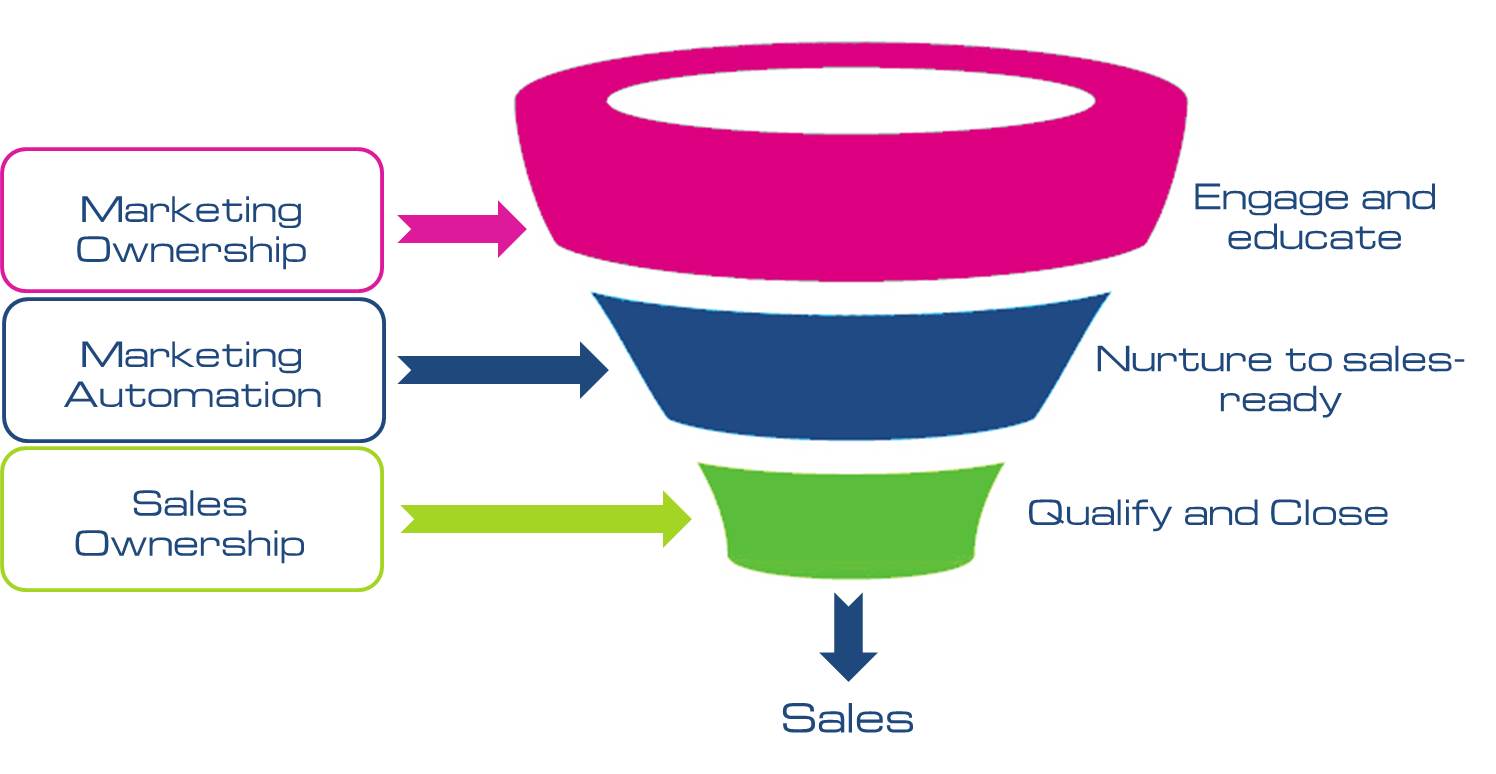 Marketing
Ownership
Engage and
educate
Marketing
Automation
Nurture to sales-
ready
Sales
Ownership
Qualify and Close
Sales